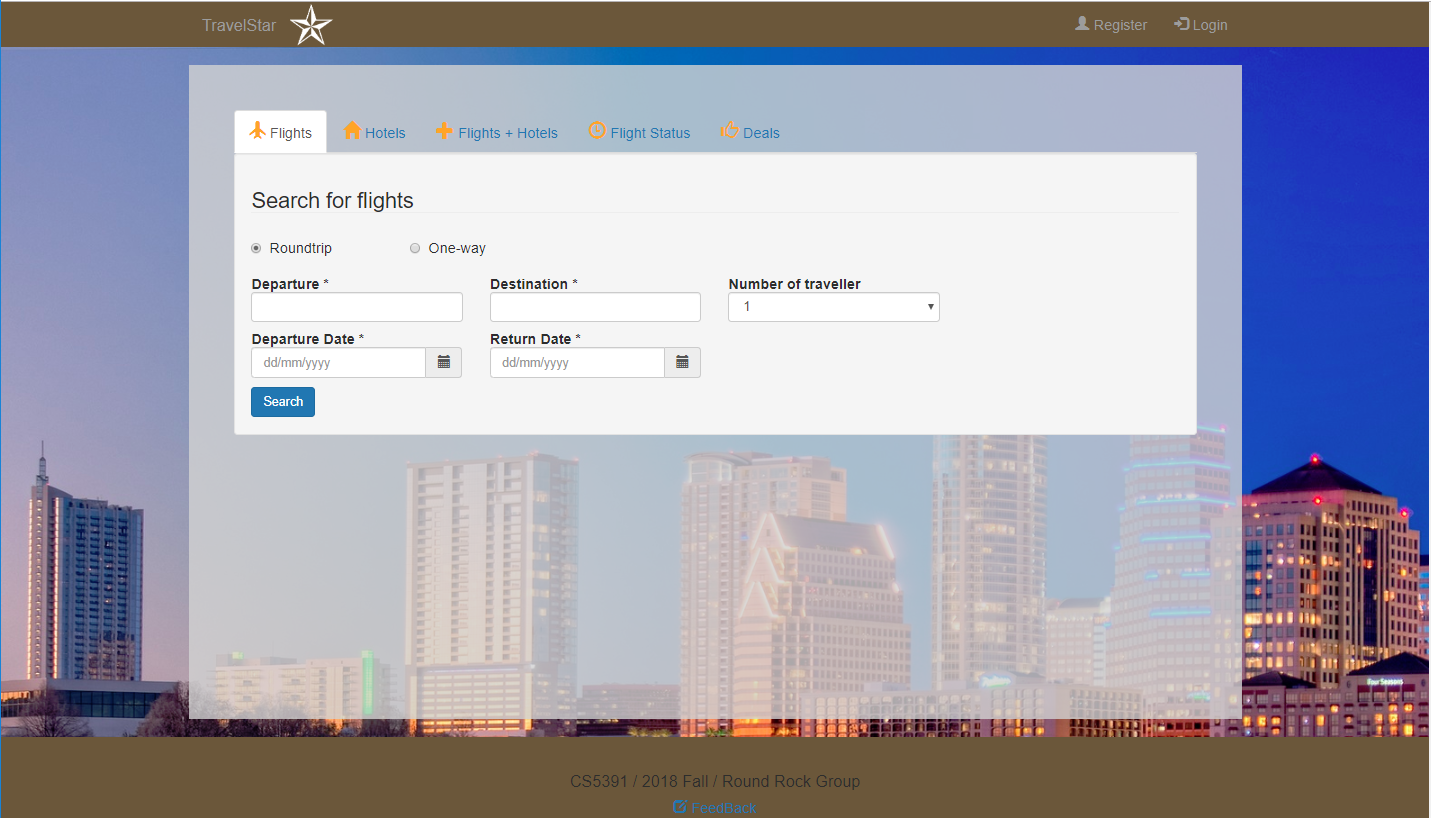 TravelStar Register Login
Flights Hotels Flights + Hotels Flight Status Deals
Search for flights
Roundtrip One-way
Departure * Destination * Number of traveller
1
Departure Date * Return Date *
dd/mm/yyyy dd/mm/yyyy
Search
Four Seasons
CS5391 / 2018 Fall / Round Rock Group
FeedBack